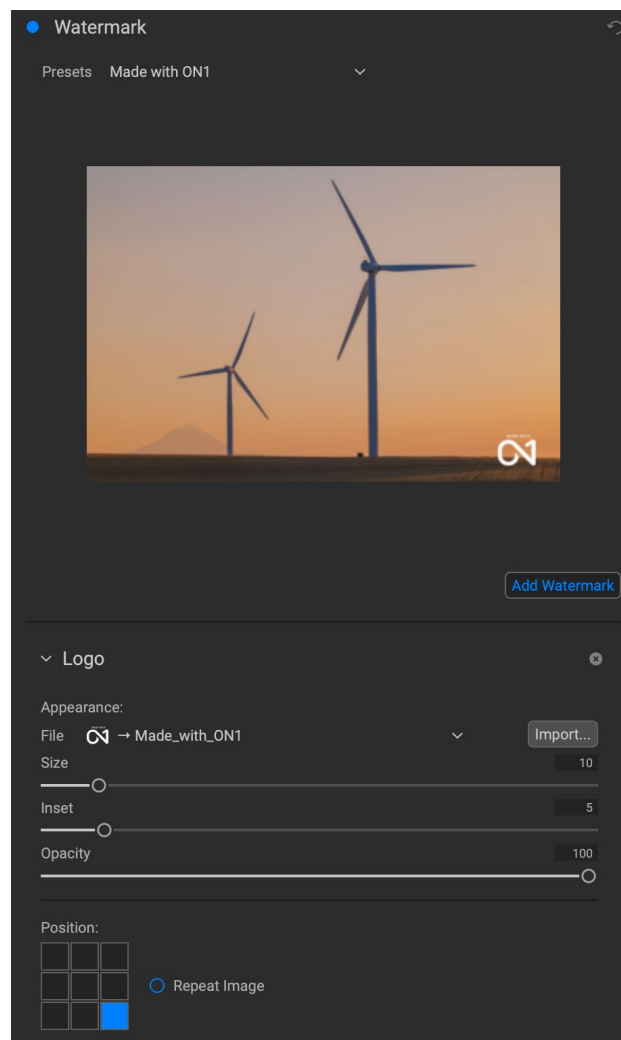 Watermark
Presets Made with ON1
Add Watermark
Logo
Appearance:
File → Made_with_ON1
Import...
Size 10
Inset 5
Opacity 100
Position:
Repeat Image